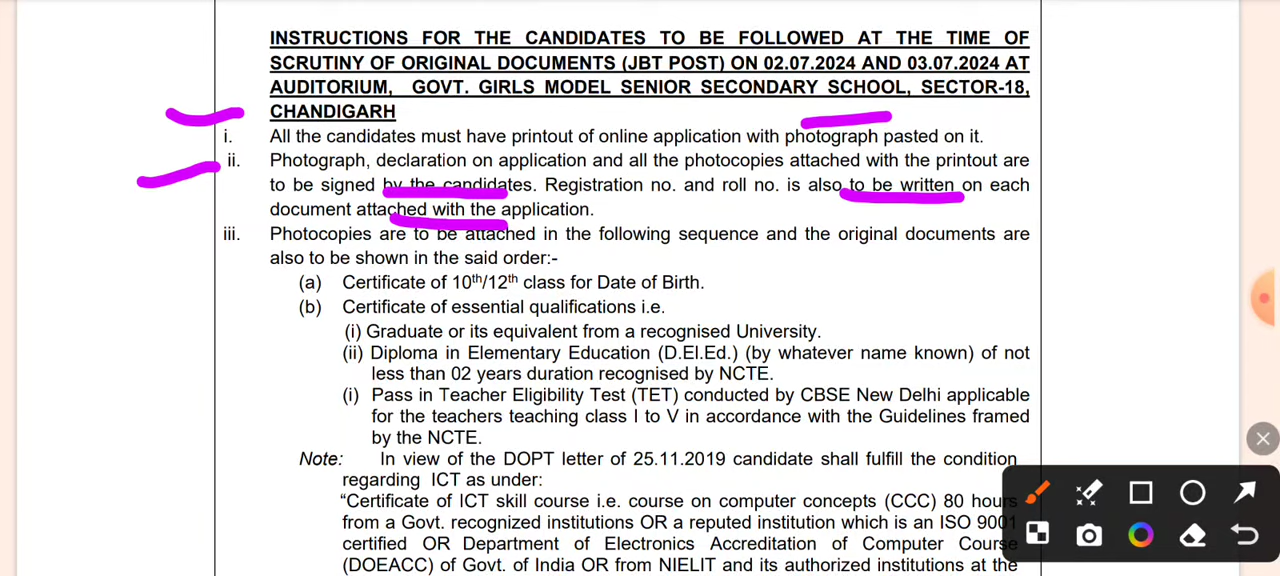 INSTRUCTIONS FOR THE CANDIDATES TO BE FOLLOWED AT THE TIME OF
SCRUTINY OF ORIGINAL DOCUMENTS (JBT POST) ON 02.07.2024 AND 03.07.2024 AT
AUDITORIUM, GOVT. GIRLS MODEL SENIOR SECONDARY SCHOOL, SECTOR-18,
CHANDIGARH
i. All the candidates must have printout of online application with photograph pasted on it.
ii. Photograph, declaration on application and all the photocopies attached with the printout are
to be signed by the candidates. Registration no. and roll no. is also to be written on each
document attached with the application.
iii. Photocopies are to be attached in the following sequence and the original documents are
also to be shown in the said order:-
(a) Certificate of 10th/12th class for Date of Birth.
(b) Certificate of essential qualifications i.e.
(i) Graduate or its equivalent from a recognised University.
(ii) Diploma in Elementary Education (D.El.Ed.) (by whatever name known) of not
less than 02 years duration recognised by NCTE.
(i) Pass in Teacher Eligibility Test (TET) conducted by CBSE New Delhi applicable
for the teachers teaching class I to V in accordance with the Guidelines framed
by the NCTE.
Note: In view of the DOPT letter of 25.11.2019 candidate shall fulfill the condition
regarding ICT as under:
“Certificate of ICT skill course i.e. course on computer concepts (CCC) 80 hours
from a Govt. recognized institutions OR a reputed institution which is an ISO 9001
certified OR Department of Electronics Accreditation of Computer Course
(DOEACC) of Govt. of India OR from NIELIT and its authorized institutions at the